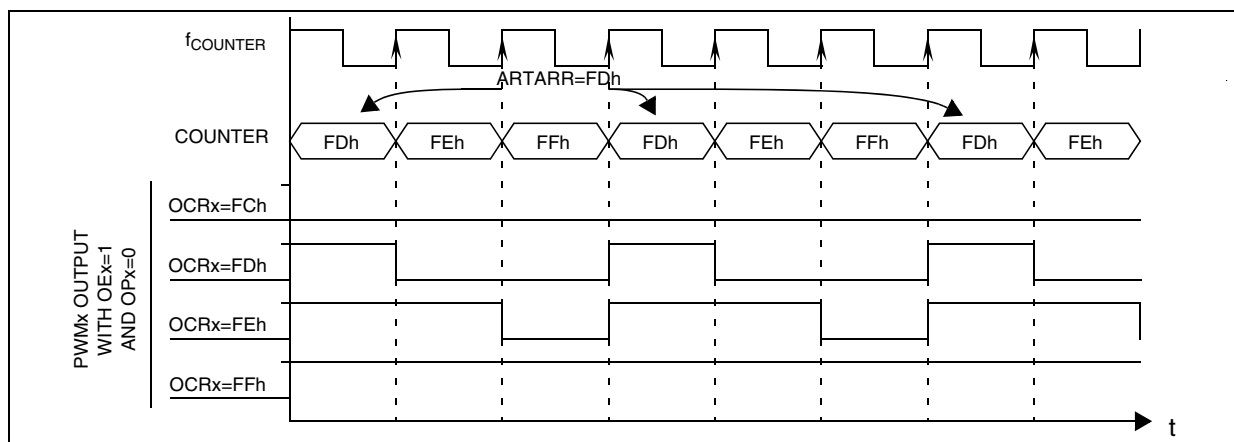 fCOUNTER
ARTARR=FDh
COUNTER
FDh FEh FFh FDh FEh FFh FDh FEh
PWMx OUTPUT
WITH OEx=1
AND OPx=0
OCRx=FCh
OCRx=FDh
OCRx=FEh
OCRx=FFh
t